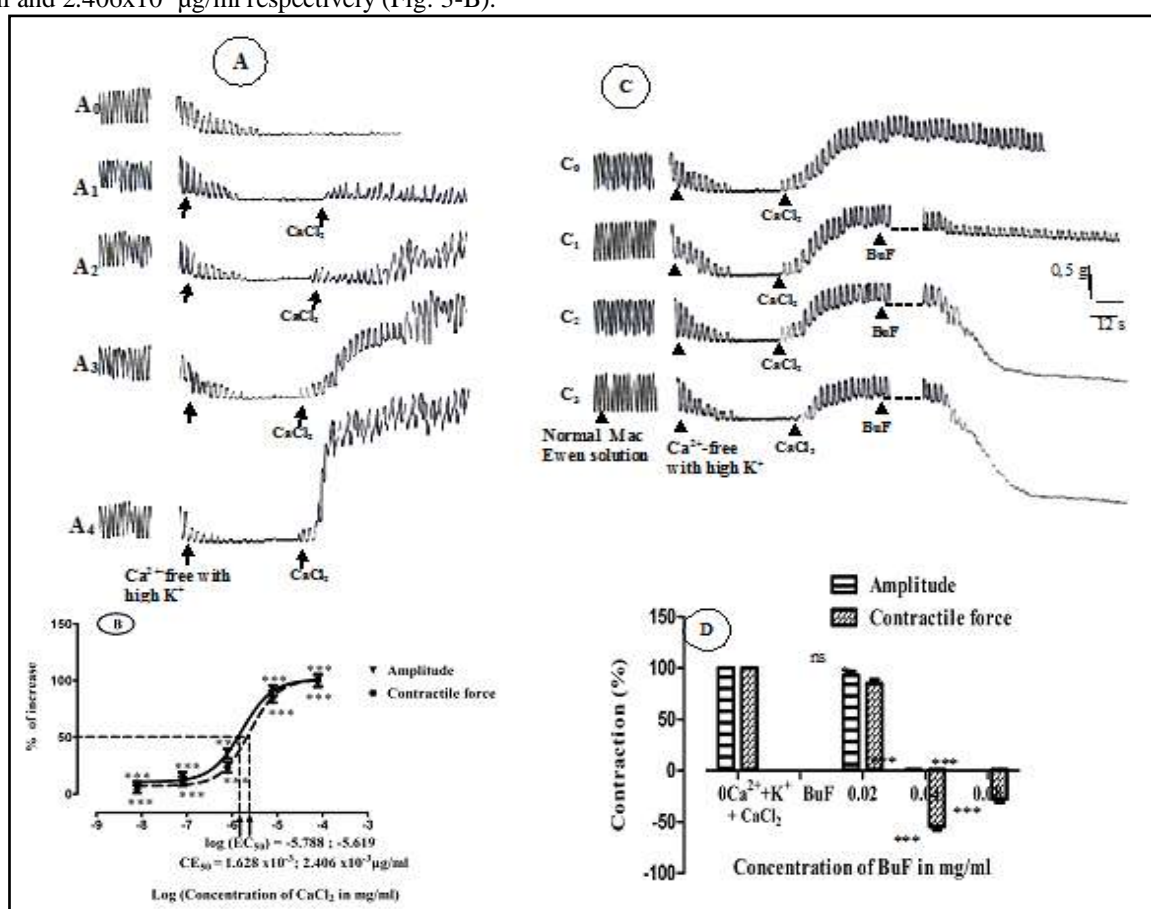 and 2.406x10 µg/ml respectively (Fig. 3-B).
A
A₀
A₁
CaCl₂
A₂
CaCl₂
A₃
CaCl₂
A₄
Ca²⁺-free with
high K⁺
CaCl₂
C
C₀
CaCl₂
C₁
CaCl₂
BuF
0,5 g
12 s
C₂
CaCl₂
BuF
C₃
CaCl₂
BuF
Normal Mac
Ewen solution
Ca²⁺-free
with high K⁺
B
150
100
50
0
% of increase
Amplitude
Contractile force
*** *** *** ***
*** *** *** ***
-9 -8 -7 -6 -5 -4 -3
log (EC₅₀) = -5.788 ; -5.619
CE₅₀ = 1.628 x10⁻³; 2.406 x10⁻³µg/ml
Log (Concentration of CaCl₂ in mg/ml)
Amplitude
Contractile force
D
150
100
50
0
-50
-100
Contraction (%)
ns
*** ***
*** ***
0Ca²⁺+K⁺
+ CaCl₂
BuF 0.02 0.04
Concentration of BuF in mg/ml